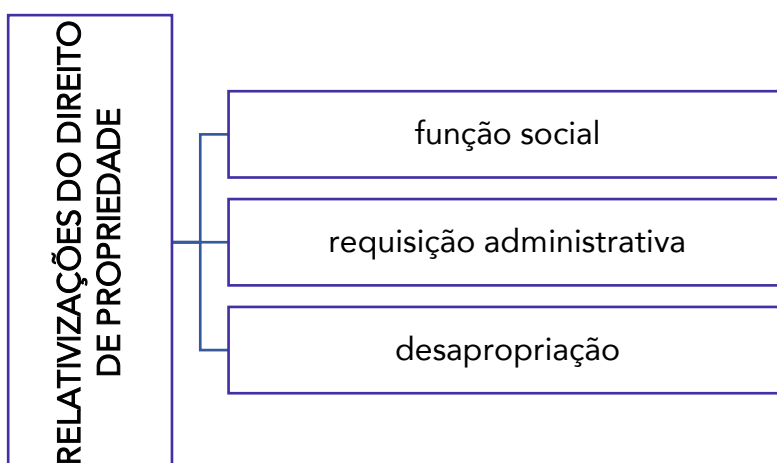 RELATIVIZAÇÕES DO DIREITO
DE PROPRIEDADE
função social
requisição administrativa
desapropriação